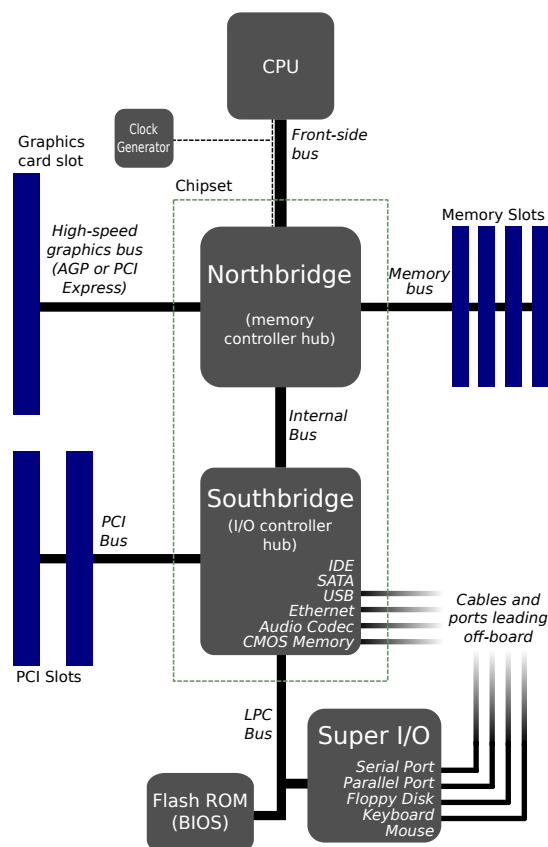 CPU
Clock
Generator
Front-side
bus
Graphics
card slot
Chipset
High-speed
graphics bus
(AGP or PCI
Express)
Northbridge
(memory
controller hub)
Memory
bus
Memory Slots
Internal
Bus
Southbridge
(I/O controller
hub)
IDE
SATA
USB
Ethernet
Audio Codec
CMOS Memory
PCI
Bus
PCI Slots
Cables and
ports leading
off-board
LPC
Bus
Super I/O
Serial Port
Parallel Port
Floppy Disk
Keyboard
Mouse
Flash ROM
(BIOS)